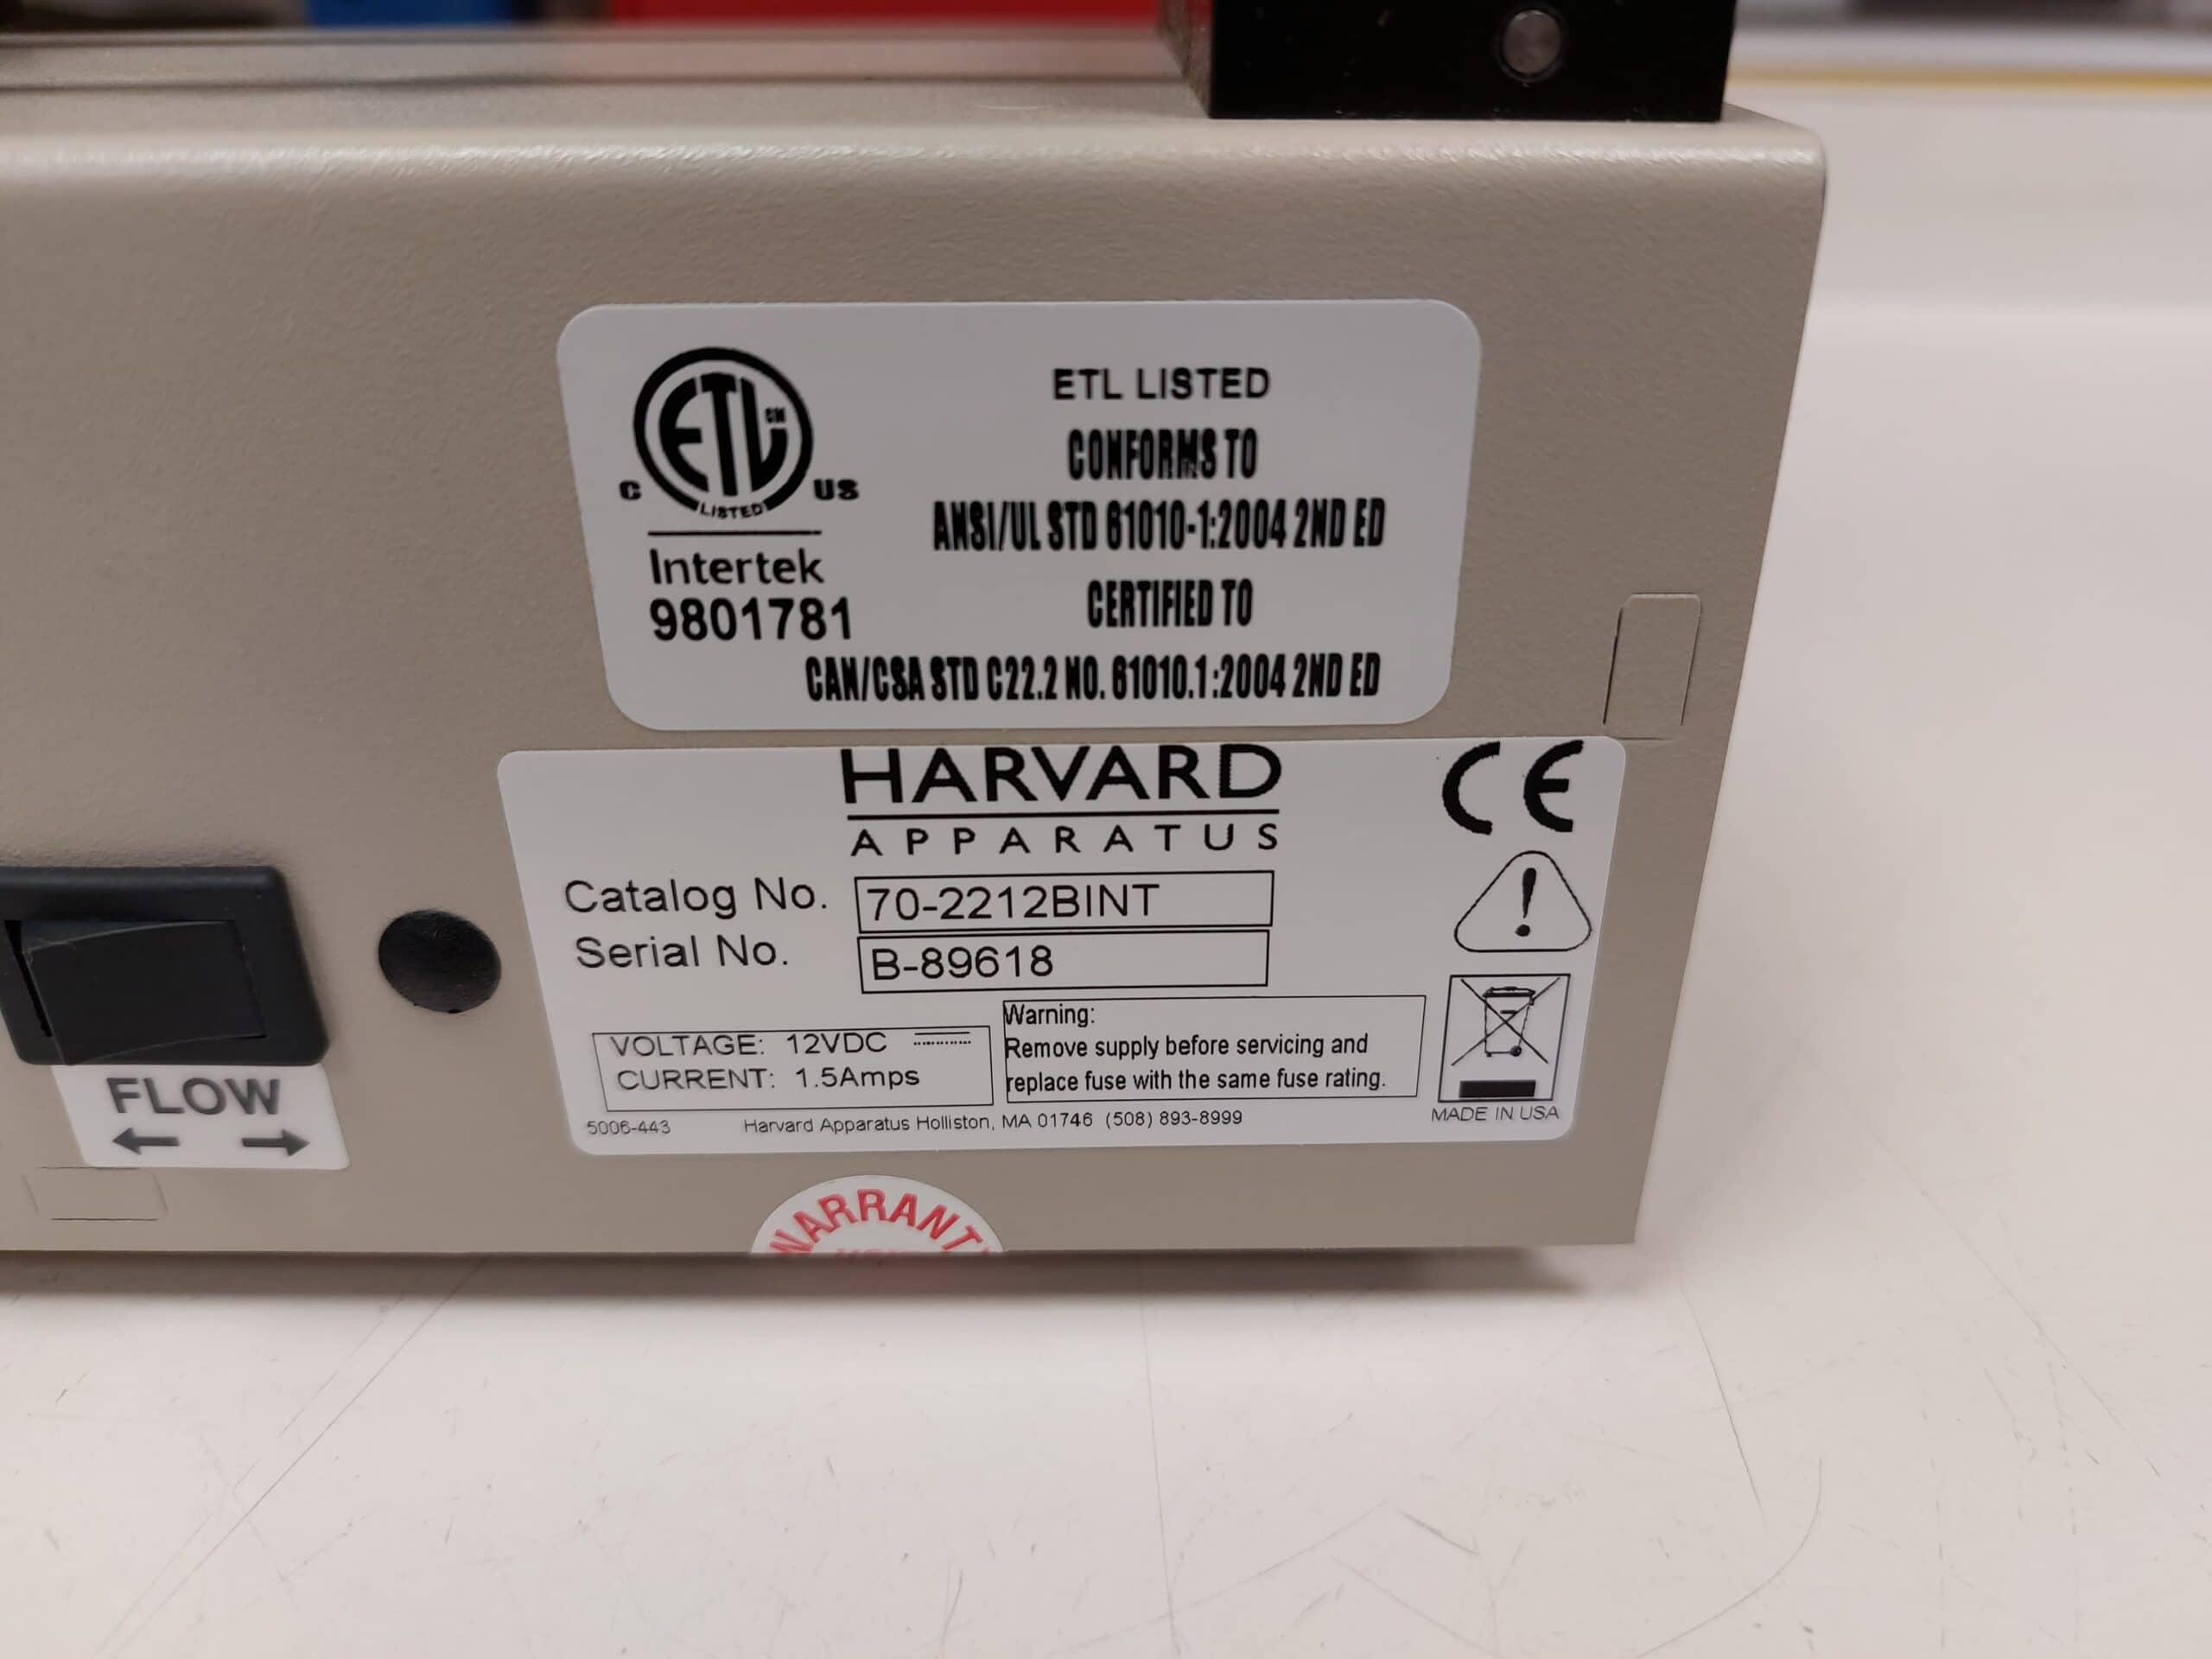 ETL CM
C LISTED US
Intertek
9801781
ETL LISTED
CONFORMS TO
ANSI/UL STD 61010-1:2004 2ND ED
CERTIFIED TO
CAN/CSA STD C22.2 NO. 61010.1:2004 2ND ED
HARVARD
APPARATUS
CE
Catalog No. 70-2212BINT
Serial No. B-89618
VOLTAGE: 12VDC
CURRENT: 1.5Amps
Warning:
Remove supply before servicing and
replace fuse with the same fuse rating.
5006-443 Harvard Apparatus Holliston, MA 01746 (508) 893-8999
MADE IN USA
FLOW
← →
WARRANTY